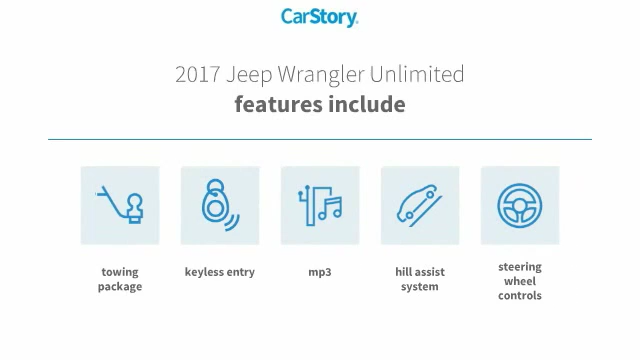 CarStory
2017 Jeep Wrangler Unlimited
features include
towing
package
keyless entry
mp3
hill assist
system
steering
wheel
controls